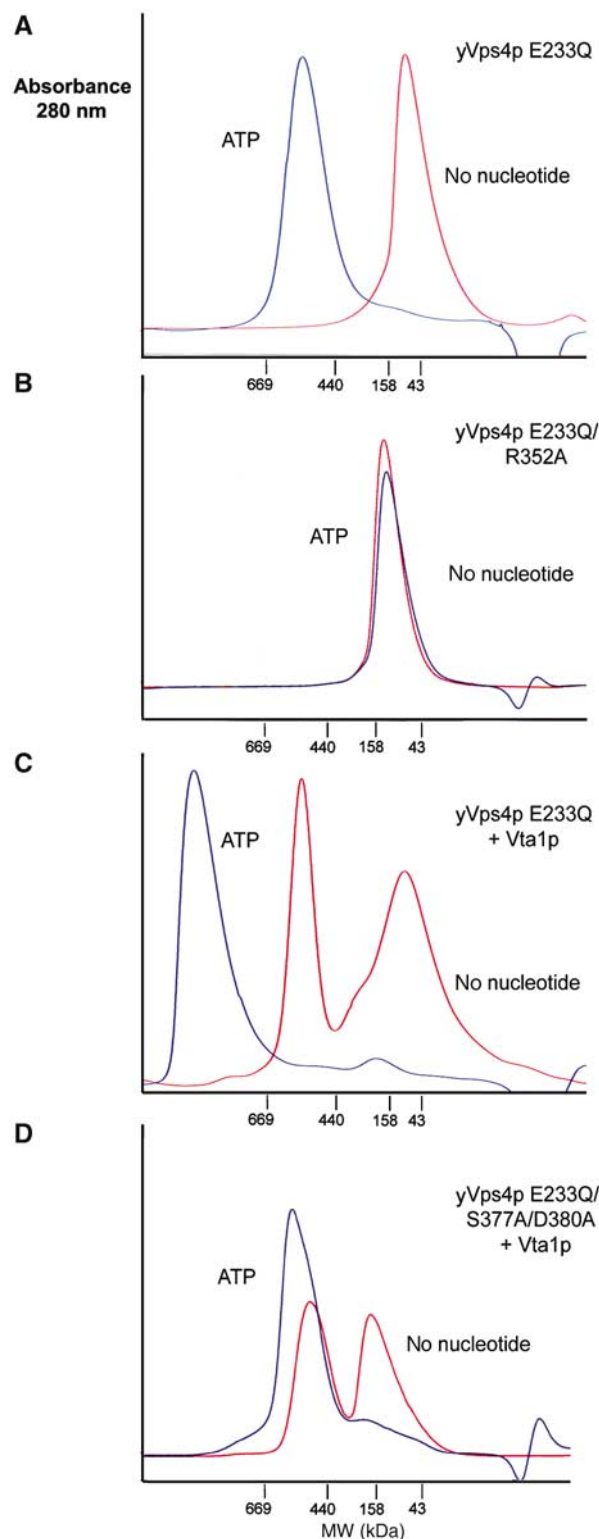 A
Absorbance
280 nm
yVps4p E233Q
ATP
No nucleotide
669 440 158 43
B
yVps4p E233Q/
R352A
ATP
No nucleotide
669 440 158 43
C
yVps4p E233Q
+ Vta1p
ATP
No nucleotide
669 440 158 43
D
yVps4p E233Q/
S377A/D380A
+ Vta1p
ATP
No nucleotide
669 440 158 43
MW (kDa)